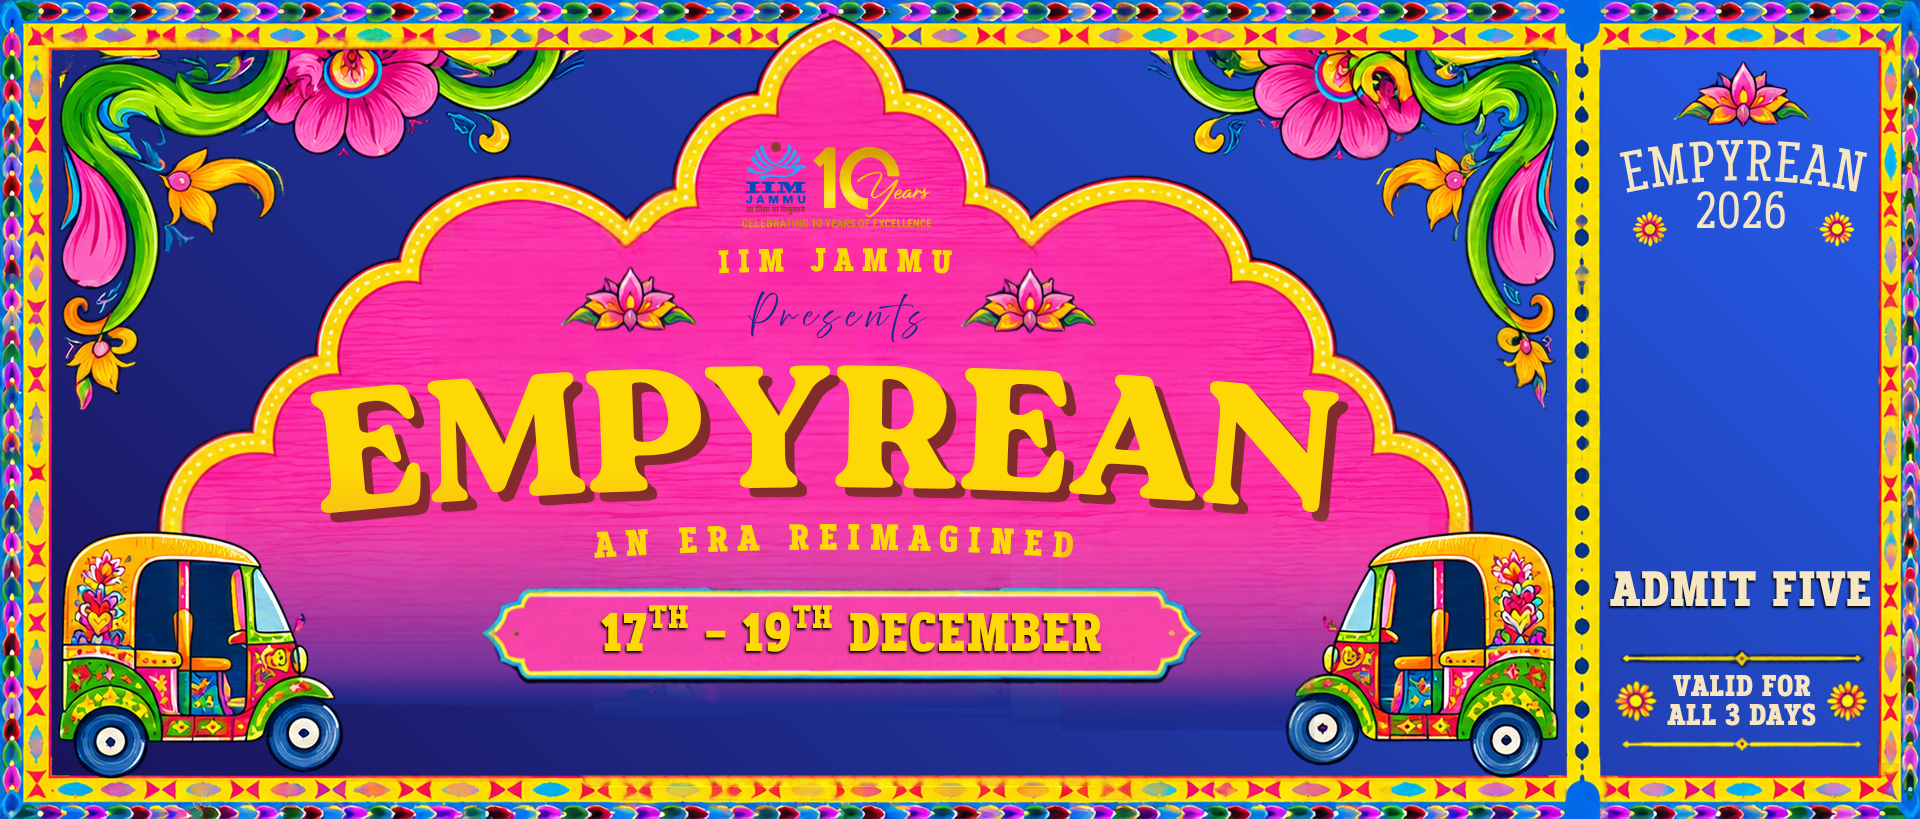 IIM
JAMMU
10 Years
CELEBRATING 10 YEARS OF EXCELLENCE
IIM JAMMU
Presents
EMPYREAN
AN ERA REIMAGINED
17TH - 19TH DECEMBER
EMPYREAN
2026
ADMIT FIVE
VALID FOR
ALL 3 DAYS